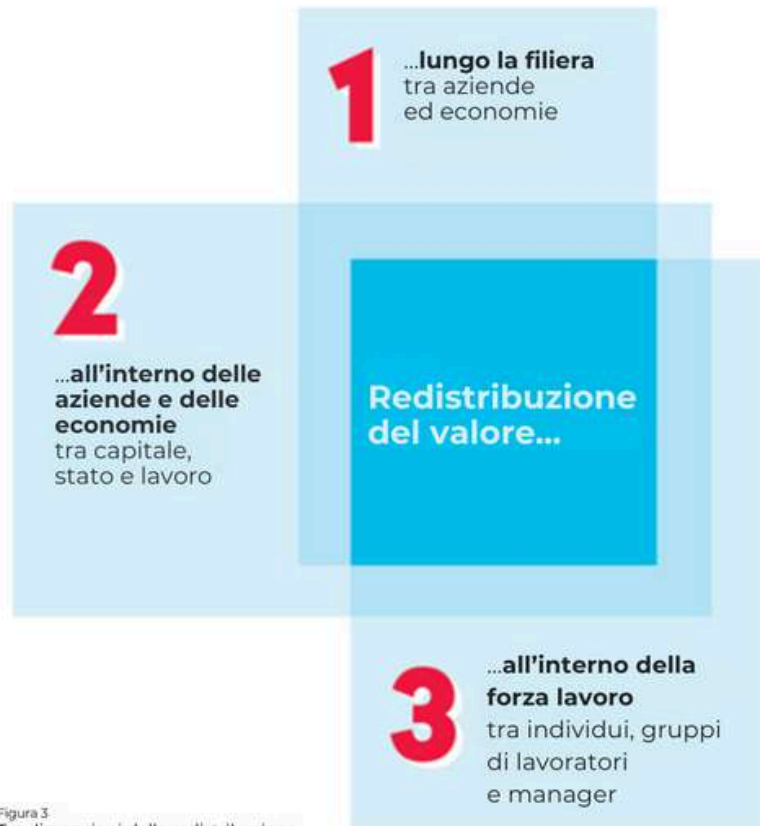 1
...lungo la filiera
tra aziende
ed economie
2
...all'interno delle
aziende e delle
economie
tra capitale,
stato e lavoro
Redistribuzione
del valore...
3
...all'interno della
forza lavoro
tra individui, gruppi
di lavoratori
e manager
Figura 3